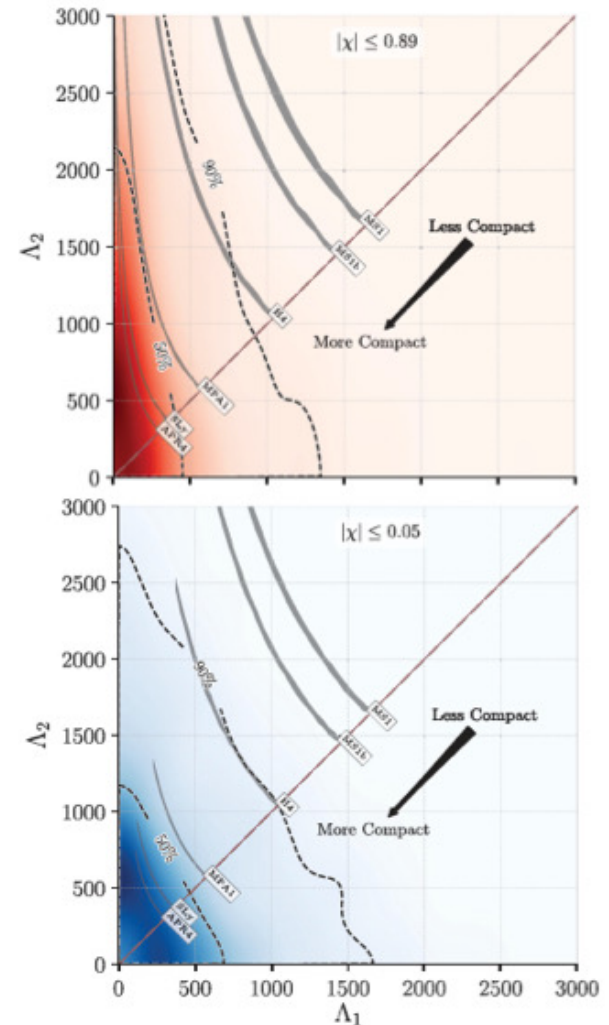 3000
|χ| ≤ 0.89
2500
90%
2000
Λ₂
MS1
Less Compact
1500
MS1b
H4
1000
More Compact
50%
MPA1
500
SLy
APR4
0
3000
|χ| ≤ 0.05
2500
90%
2000
Λ₂
MS1
Less Compact
1500
MS1b
H4
1000
More Compact
50%
MPA1
500
SLy
APR4
0
0 500 1000 1500 2000 2500 3000
Λ₁